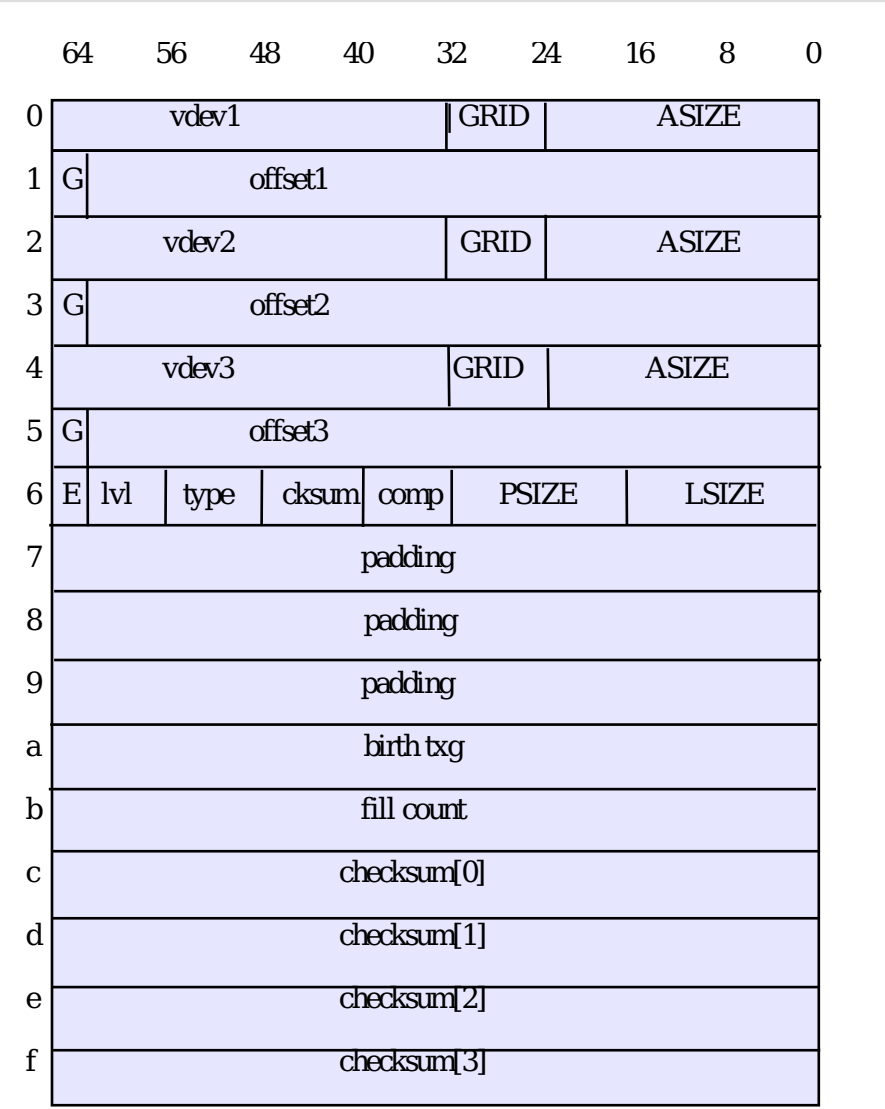 64 56 48 40 32 24 16 8 0
0 vdev1 GRID ASIZE
1 G offset1
2 vdev2 GRID ASIZE
3 G offset2
4 vdev3 GRID ASIZE
5 G offset3
6 E lvl type cksum comp PSIZE LSIZE
7 padding
8 padding
9 padding
a birth txg
b fill count
c checksum[0]
d checksum[1]
e checksum[2]
f checksum[3]